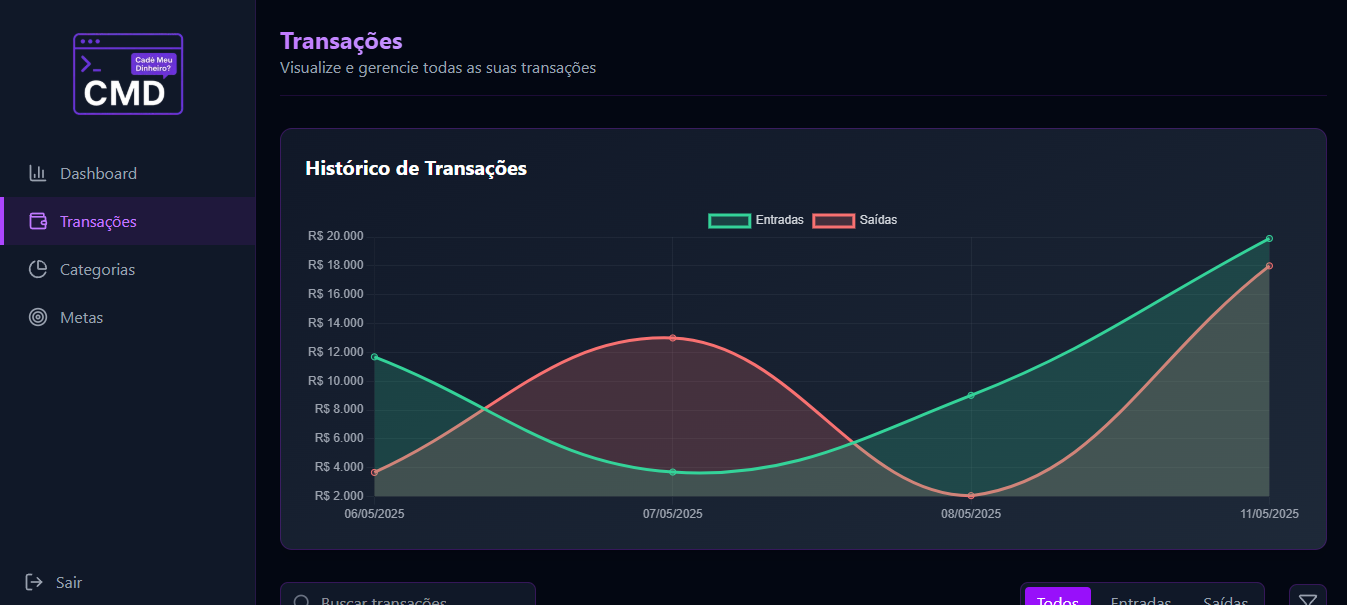 Cadê Meu
Dinheiro?
CMD
Dashboard
Transações
Categorias
Metas
Sair
Transações
Visualize e gerencie todas as suas transações
Histórico de Transações
Entradas
Saídas
R$ 20.000
R$ 18.000
R$ 16.000
R$ 14.000
R$ 12.000
R$ 10.000
R$ 8.000
R$ 6.000
R$ 4.000
R$ 2.000
06/05/2025
07/05/2025
08/05/2025
11/05/2025
Buscar transações
Todos
Entradas
Saídas